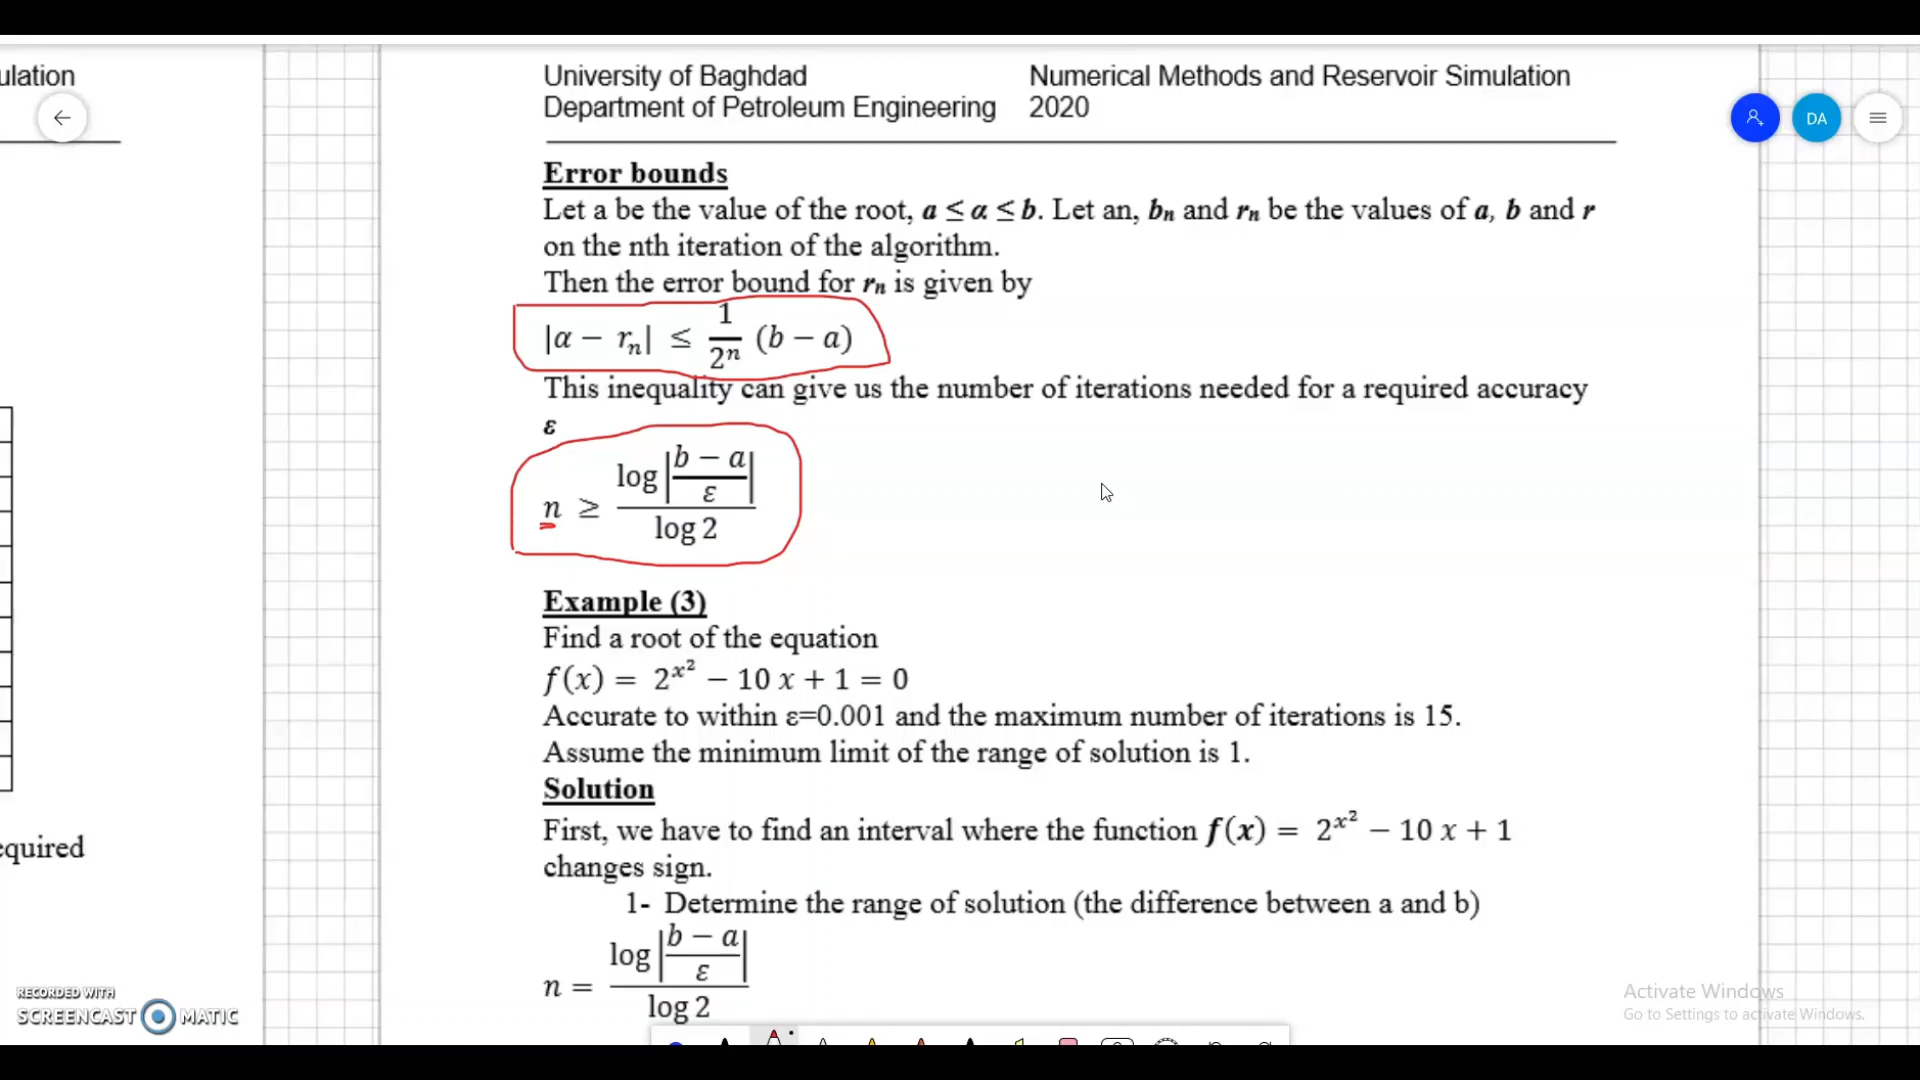 ulation
University of Baghdad Numerical Methods and Reservoir Simulation
Department of Petroleum Engineering 2020
DA
Error bounds
Let a be the value of the root, a ≤ α ≤ b. Let an, bₙ and rₙ be the values of a, b and r
on the nth iteration of the algorithm.
Then the error bound for rₙ is given by
|α − rₙ| ≤ 1/2ⁿ (b − a)
This inequality can give us the number of iterations needed for a required accuracy
ε
n ≥ log|(b − a)/ε| / log 2
Example (3)
Find a root of the equation
f(x) = 2^x² − 10 x + 1 = 0
Accurate to within ε=0.001 and the maximum number of iterations is 15.
Assume the minimum limit of the range of solution is 1.
Solution
First, we have to find an interval where the function f(x) = 2^x² − 10 x + 1
changes sign.
equired
1- Determine the range of solution (the difference between a and b)
n = log|(b − a)/ε| / log 2
RECORDED WITH
SCREENCAST MATIC
Activate Windows
Go to Settings to activate Windows.